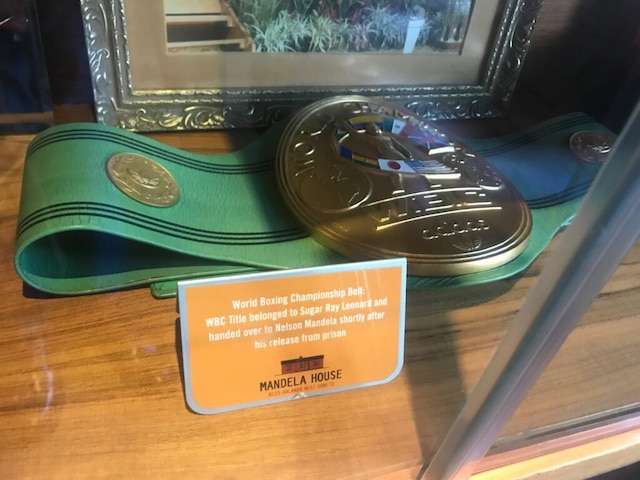 World Boxing Championship Belt:
WBC Title belonged to Sugar Ray Leonard and
handed over to Nelson Mandela shortly after
his release from prison
MANDELA HOUSE
adidas